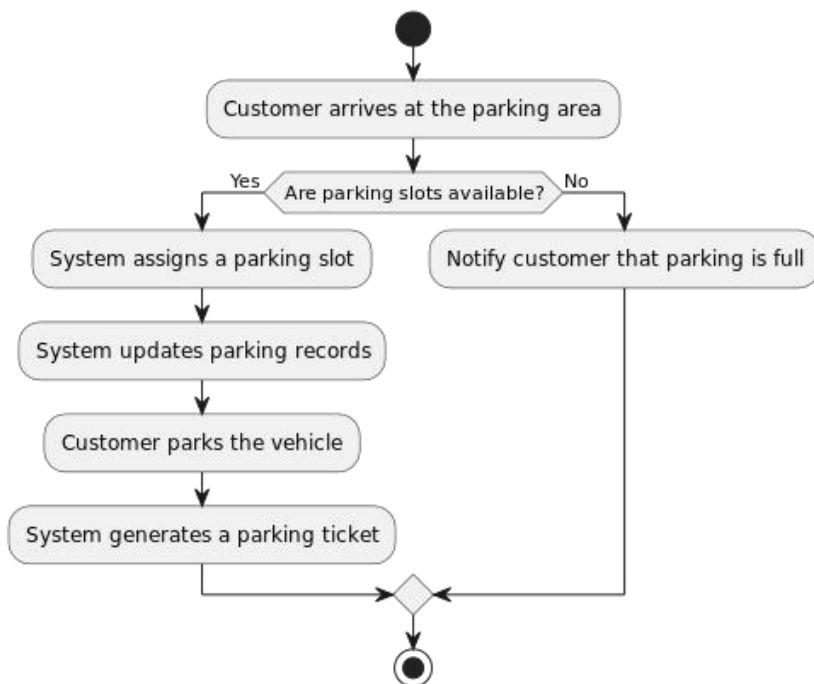 Customer arrives at the parking area
Yes
Are parking slots available?
No
System assigns a parking slot
Notify customer that parking is full
System updates parking records
Customer parks the vehicle
System generates a parking ticket